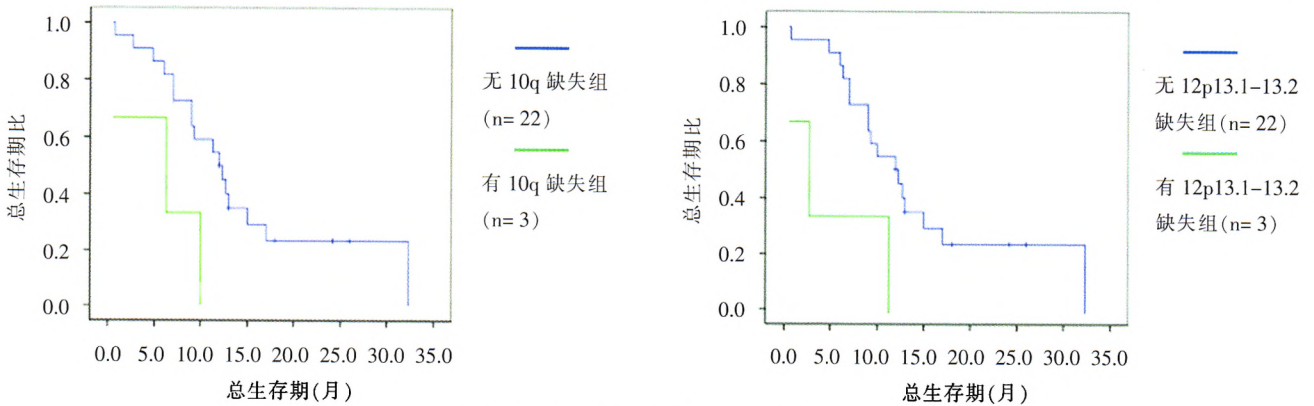 总生存期比
1.0
0.8
0.6
0.4
0.2
0.0
0.0 5.0 10.0 15.0 20.0 25.0 30.0 35.0
总生存期(月)
无 10q 缺失组
(n= 22)
有 10q 缺失组
(n= 3)
总生存期比
1.0
0.8
0.6
0.4
0.2
0.0
0.0 5.0 10.0 15.0 20.0 25.0 30.0 35.0
总生存期(月)
无 12p13.1-13.2
缺失组(n= 22)
有 12p13.1-13.2
缺失组(n= 3)